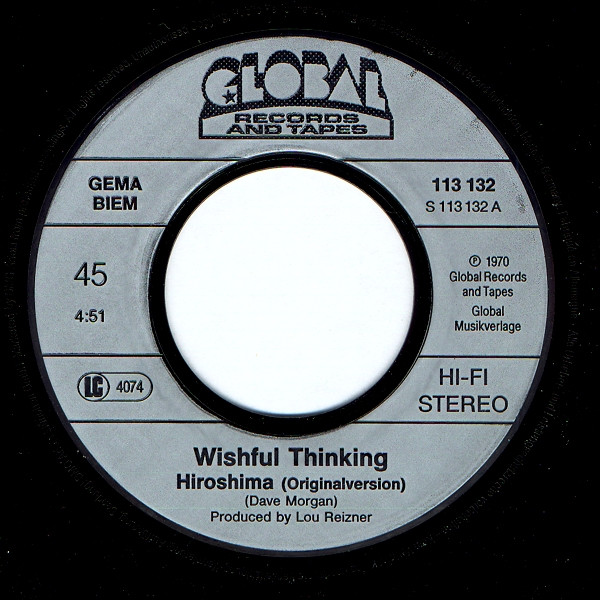 GLOBAL
RECORDS
AND TAPES
GEMA
BIEM
113 132
S 113 132 A
45
4:51
℗ 1970
Global Records
and Tapes
Global
Musikverlage
LC 4074
HI-FI
STEREO
Wishful Thinking
Hiroshima (Originalversion)
(Dave Morgan)
Produced by Lou Reizner